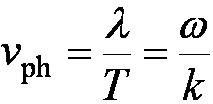 v_ph = λ/T = ω/k